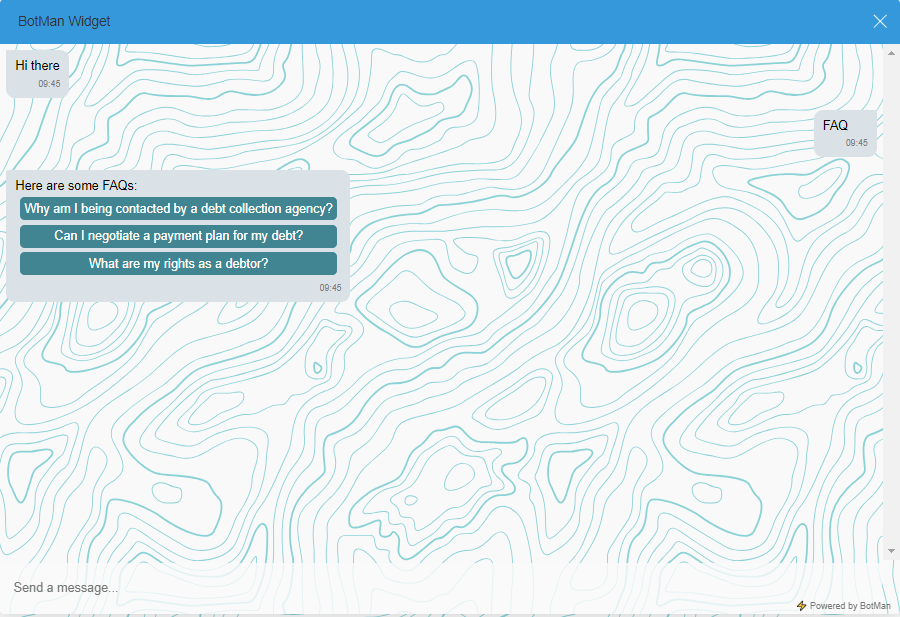 BotMan Widget
Hi there
09:45
FAQ
09:45
Here are some FAQs:
Why am I being contacted by a debt collection agency?
Can I negotiate a payment plan for my debt?
What are my rights as a debtor?
09:45
Send a message...
Powered by BotMan